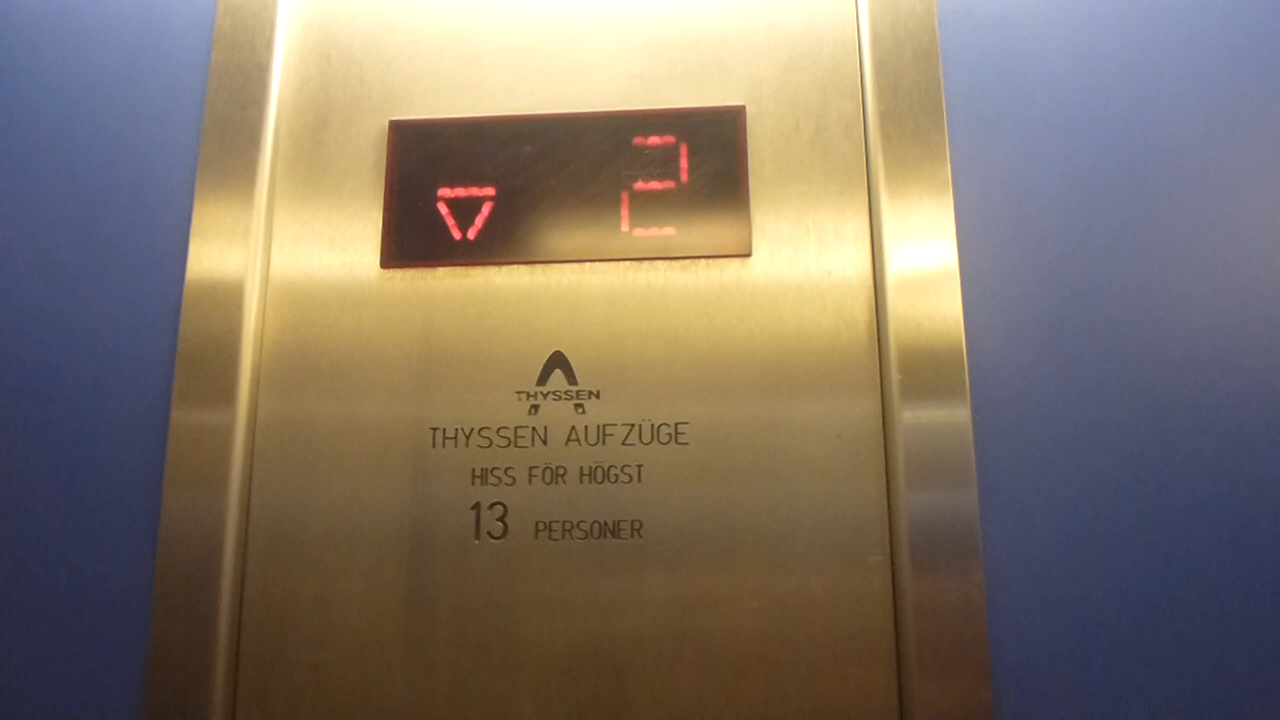 2
THYSSEN
THYSSEN AUFZÜGE
HISS FÖR HÖGST
13 PERSONER